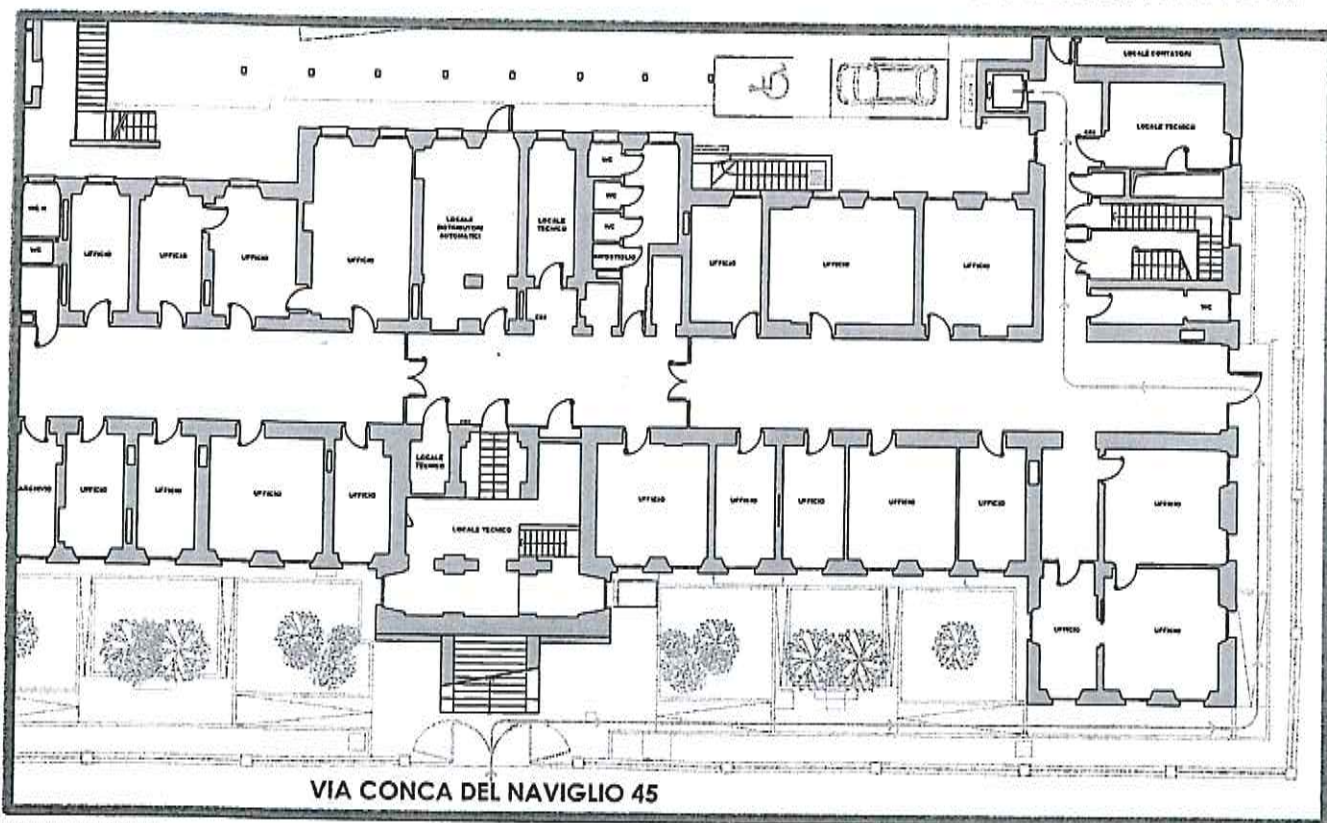 LOCALE CONTATORI
LOCALE TECNICO
WC
WC
WC H
WC
UFFICIO
UFFICIO
UFFICIO
UFFICIO
LOCALE
DISTRIBUTORI
AUTOMATICI
LOCALE
TECNICO
WC
RIPOSTIGLIO
UFFICIO
UFFICIO
UFFICIO
WC
ARCHIVIO
UFFICIO
UFFICIO
UFFICIO
UFFICIO
LOCALE
TECNICO
LOCALE TECNICO
UFFICIO
UFFICIO
UFFICIO
UFFICIO
UFFICIO
UFFICIO
UFFICIO
UFFICIO
VIA CONCA DEL NAVIGLIO 45